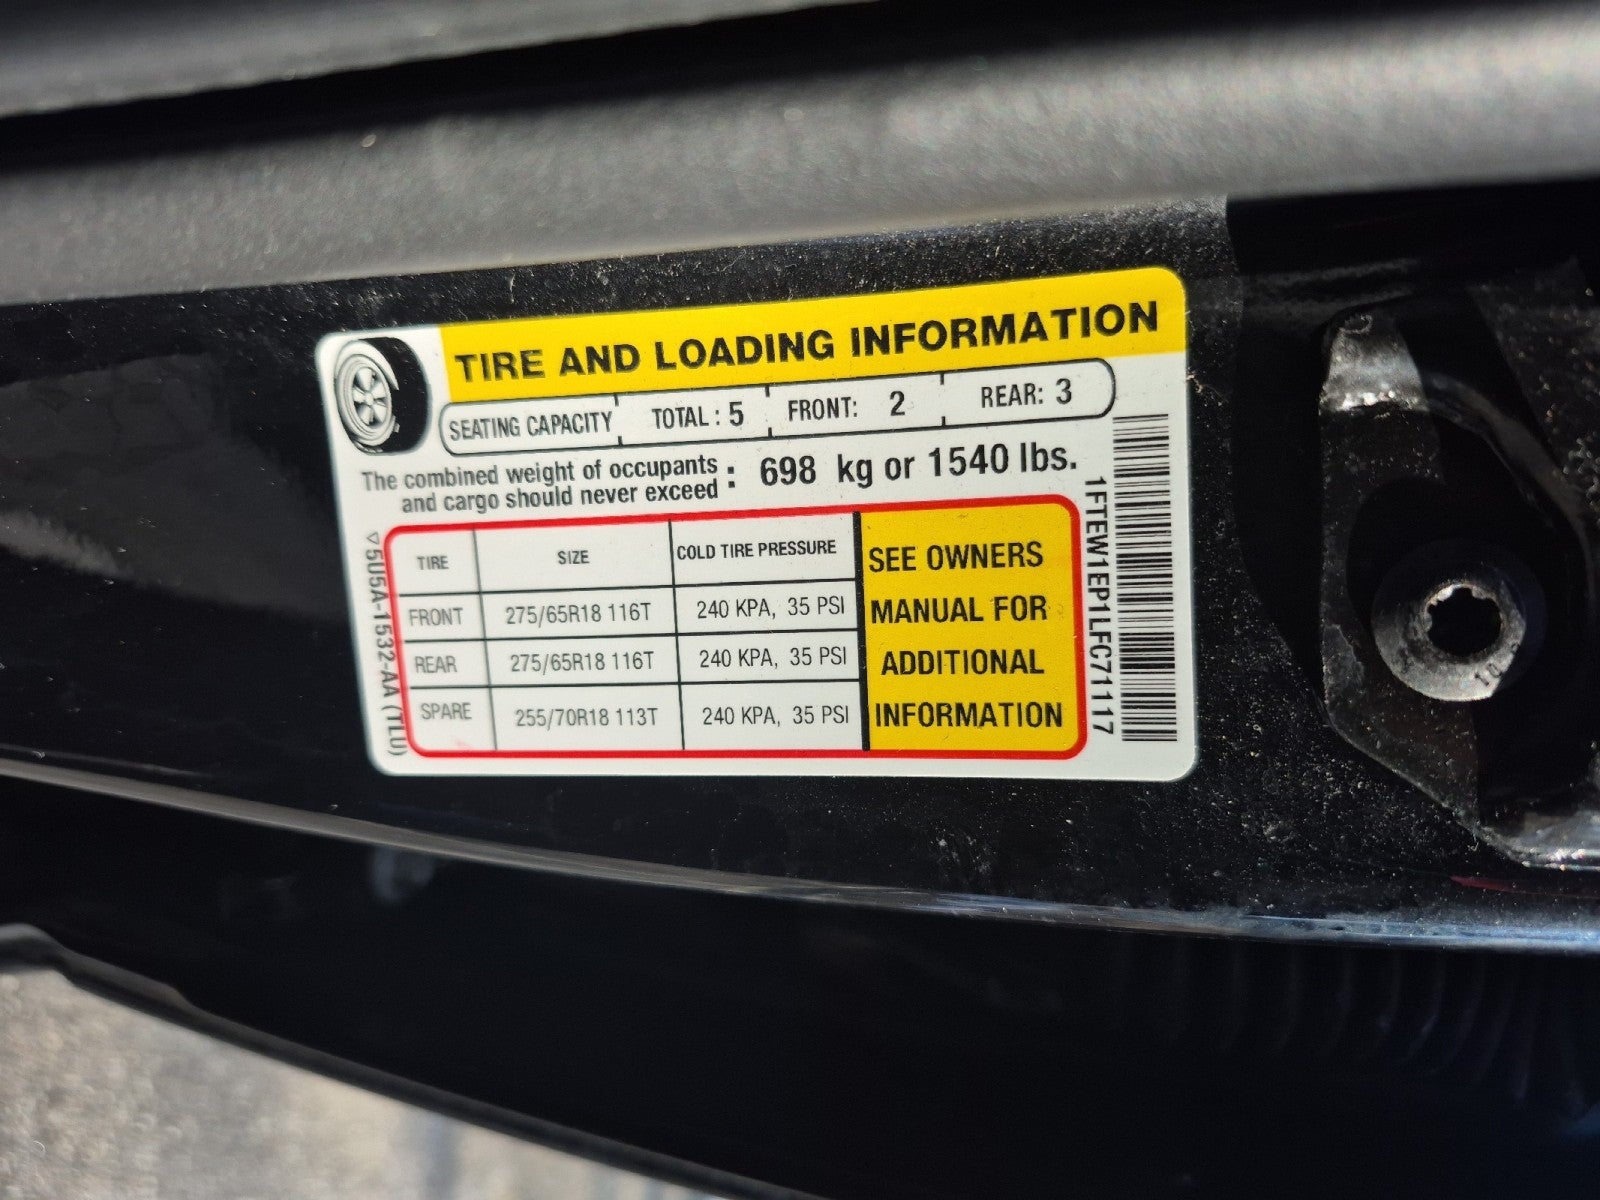 TIRE AND LOADING INFORMATION
SEATING CAPACITY TOTAL : 5 FRONT: 2 REAR: 3
The combined weight of occupants
and cargo should never exceed : 698 kg or 1540 lbs.
TIRE SIZE COLD TIRE PRESSURE
FRONT 275/65R18 116T 240 KPA, 35 PSI
REAR 275/65R18 116T 240 KPA, 35 PSI
SPARE 255/70R18 113T 240 KPA, 35 PSI
SEE OWNERS
MANUAL FOR
ADDITIONAL
INFORMATION
5U5A-1532-AA (TLU)
1FTEW1EP1LFC71117
10